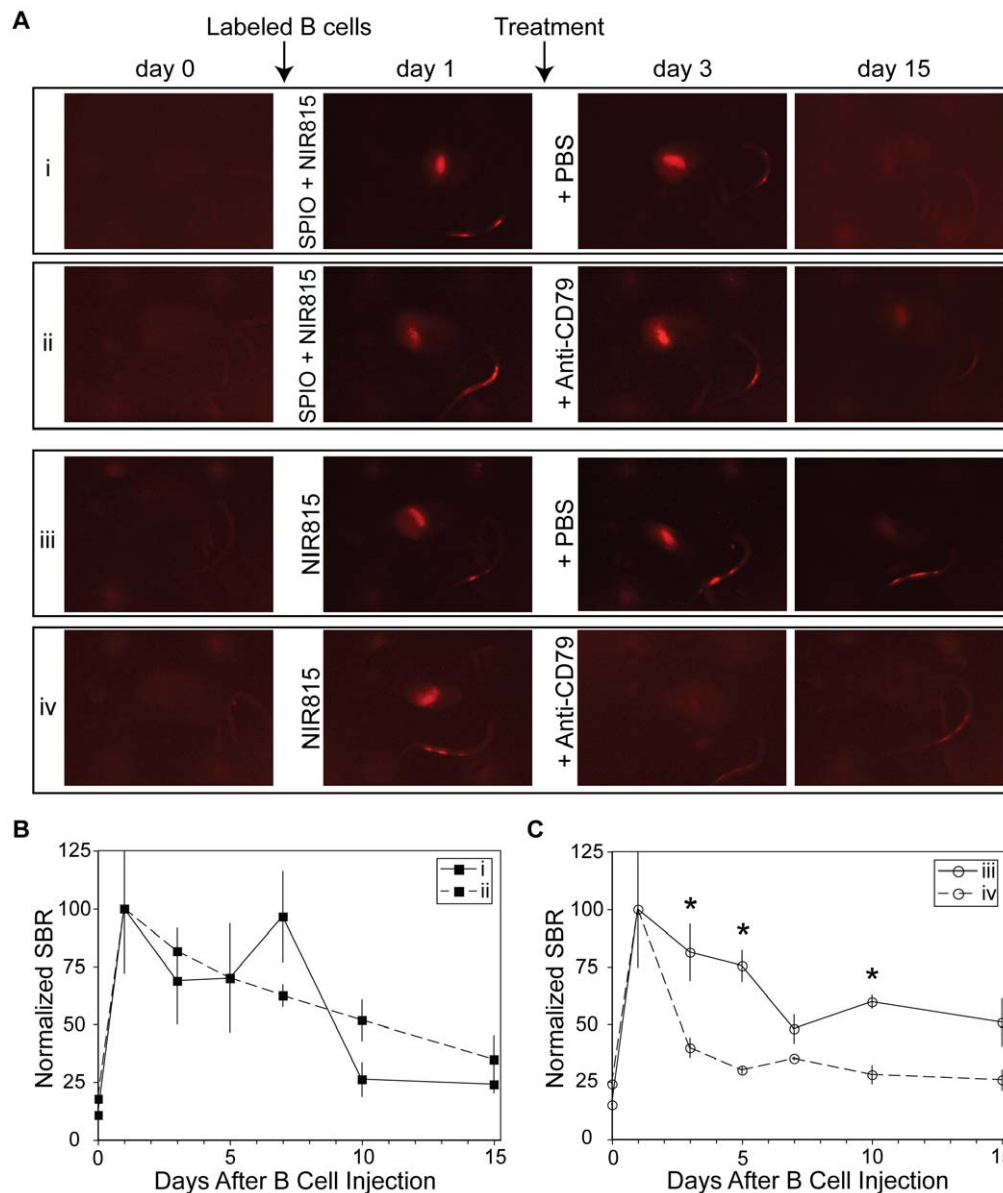 A
Labeled B cells
Treatment
day 0
day 1
day 3
day 15
i
SPIO + NIR815
+ PBS
ii
SPIO + NIR815
+ Anti-CD79
iii
NIR815
+ PBS
iv
NIR815
+ Anti-CD79
B
125
100
75
50
25
0
Normalized SBR
0
5
10
15
Days After B Cell Injection
i
ii
C
125
100
75
50
25
0
Normalized SBR
*
*
*
0
5
10
15
Days After B Cell Injection
iii
iv